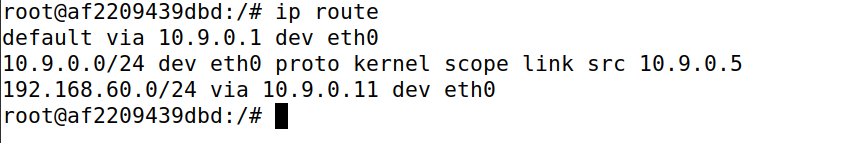 root@af2209439dbd:/# ip route
default via 10.9.0.1 dev eth0
10.9.0.0/24 dev eth0 proto kernel scope link src 10.9.0.5
192.168.60.0/24 via 10.9.0.11 dev eth0
root@af2209439dbd:/#